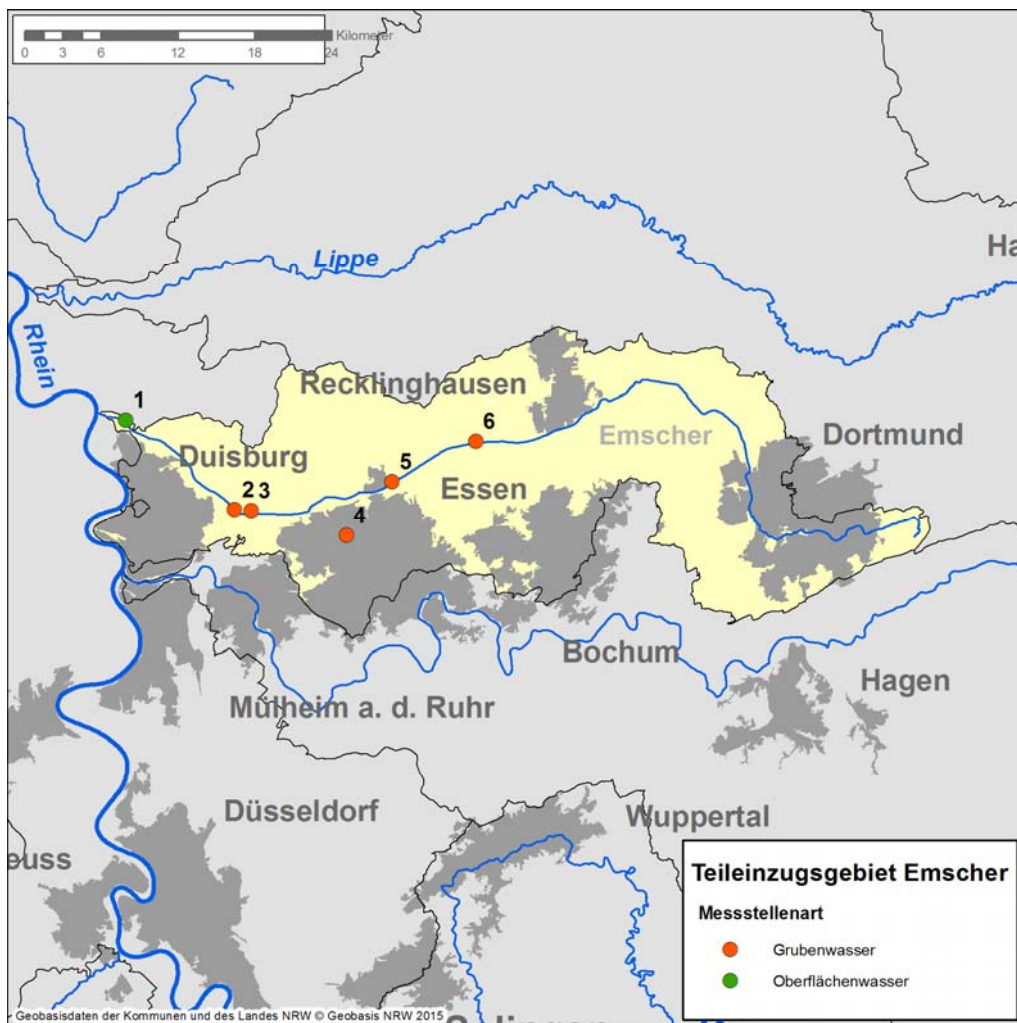 Kilometer
0 3 6 12 18 24
Lippe
Ha
Rhein
Recklinghausen
1
6
Emscher
Dortmund
Duisburg
5
Essen
2 3
4
Bochum
Hagen
Mülheim a. d. Ruhr
Düsseldorf
Wuppertal
euss
Teileinzugsgebiet Emscher
Messstellenart
Grubenwasser
Oberflächenwasser
Geobasisdaten der Kommunen und des Landes NRW © Geobasis NRW 2015